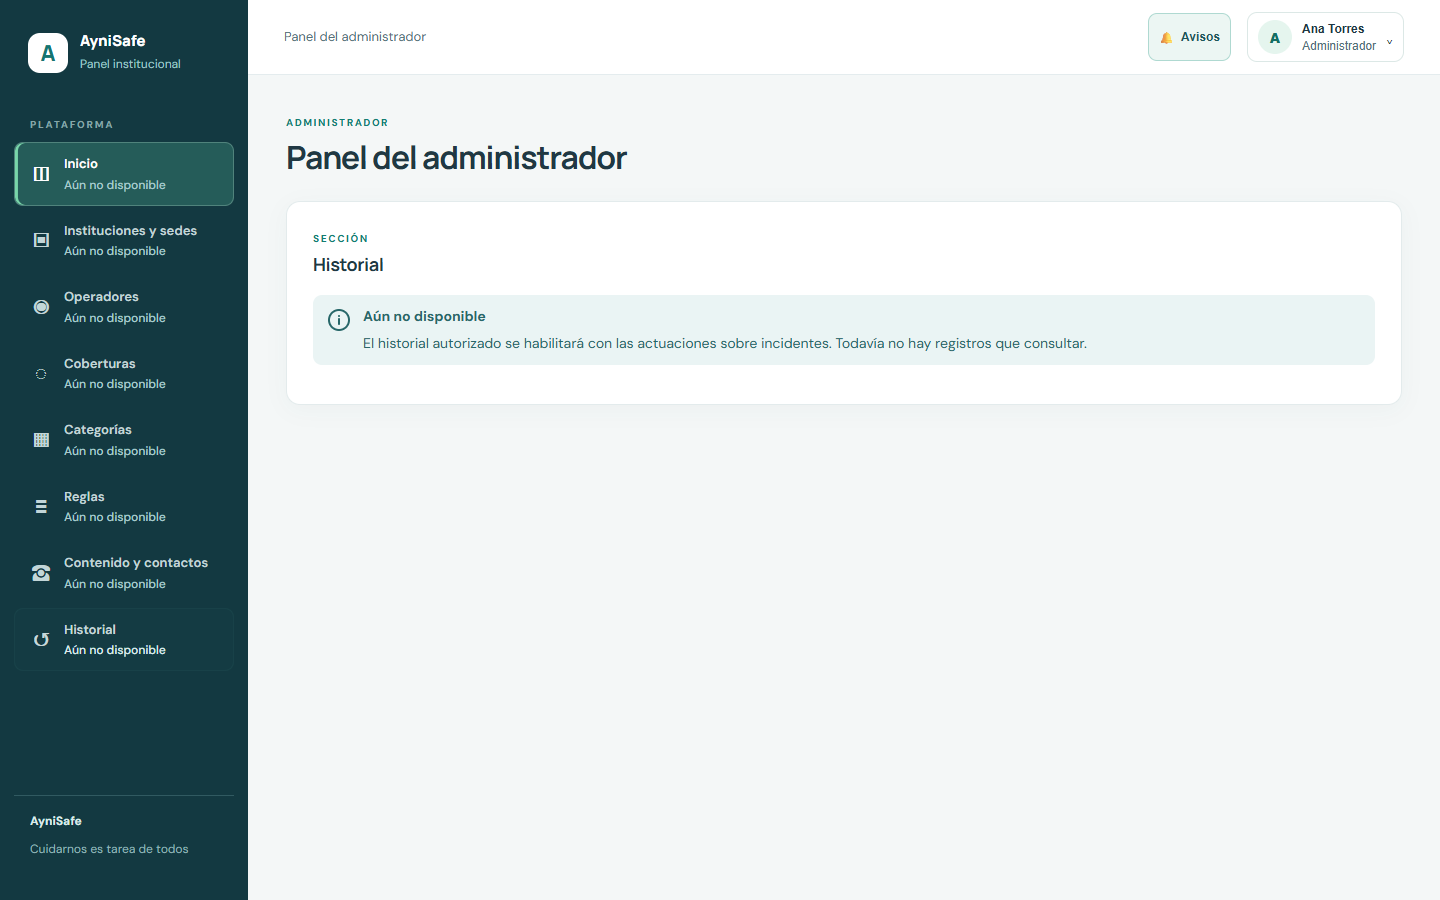 A
AyniSafe
Panel institucional
PLATAFORMA
Inicio
Aún no disponible
Instituciones y sedes
Aún no disponible
Operadores
Aún no disponible
Coberturas
Aún no disponible
Categorías
Aún no disponible
Reglas
Aún no disponible
Contenido y contactos
Aún no disponible
Historial
Aún no disponible
AyniSafe
Cuidarnos es tarea de todos
Panel del administrador
Avisos
A
Ana Torres
Administrador
ADMINISTRADOR
Panel del administrador
SECCIÓN
Historial
Aún no disponible
El historial autorizado se habilitará con las actuaciones sobre incidentes. Todavía no hay registros que consultar.